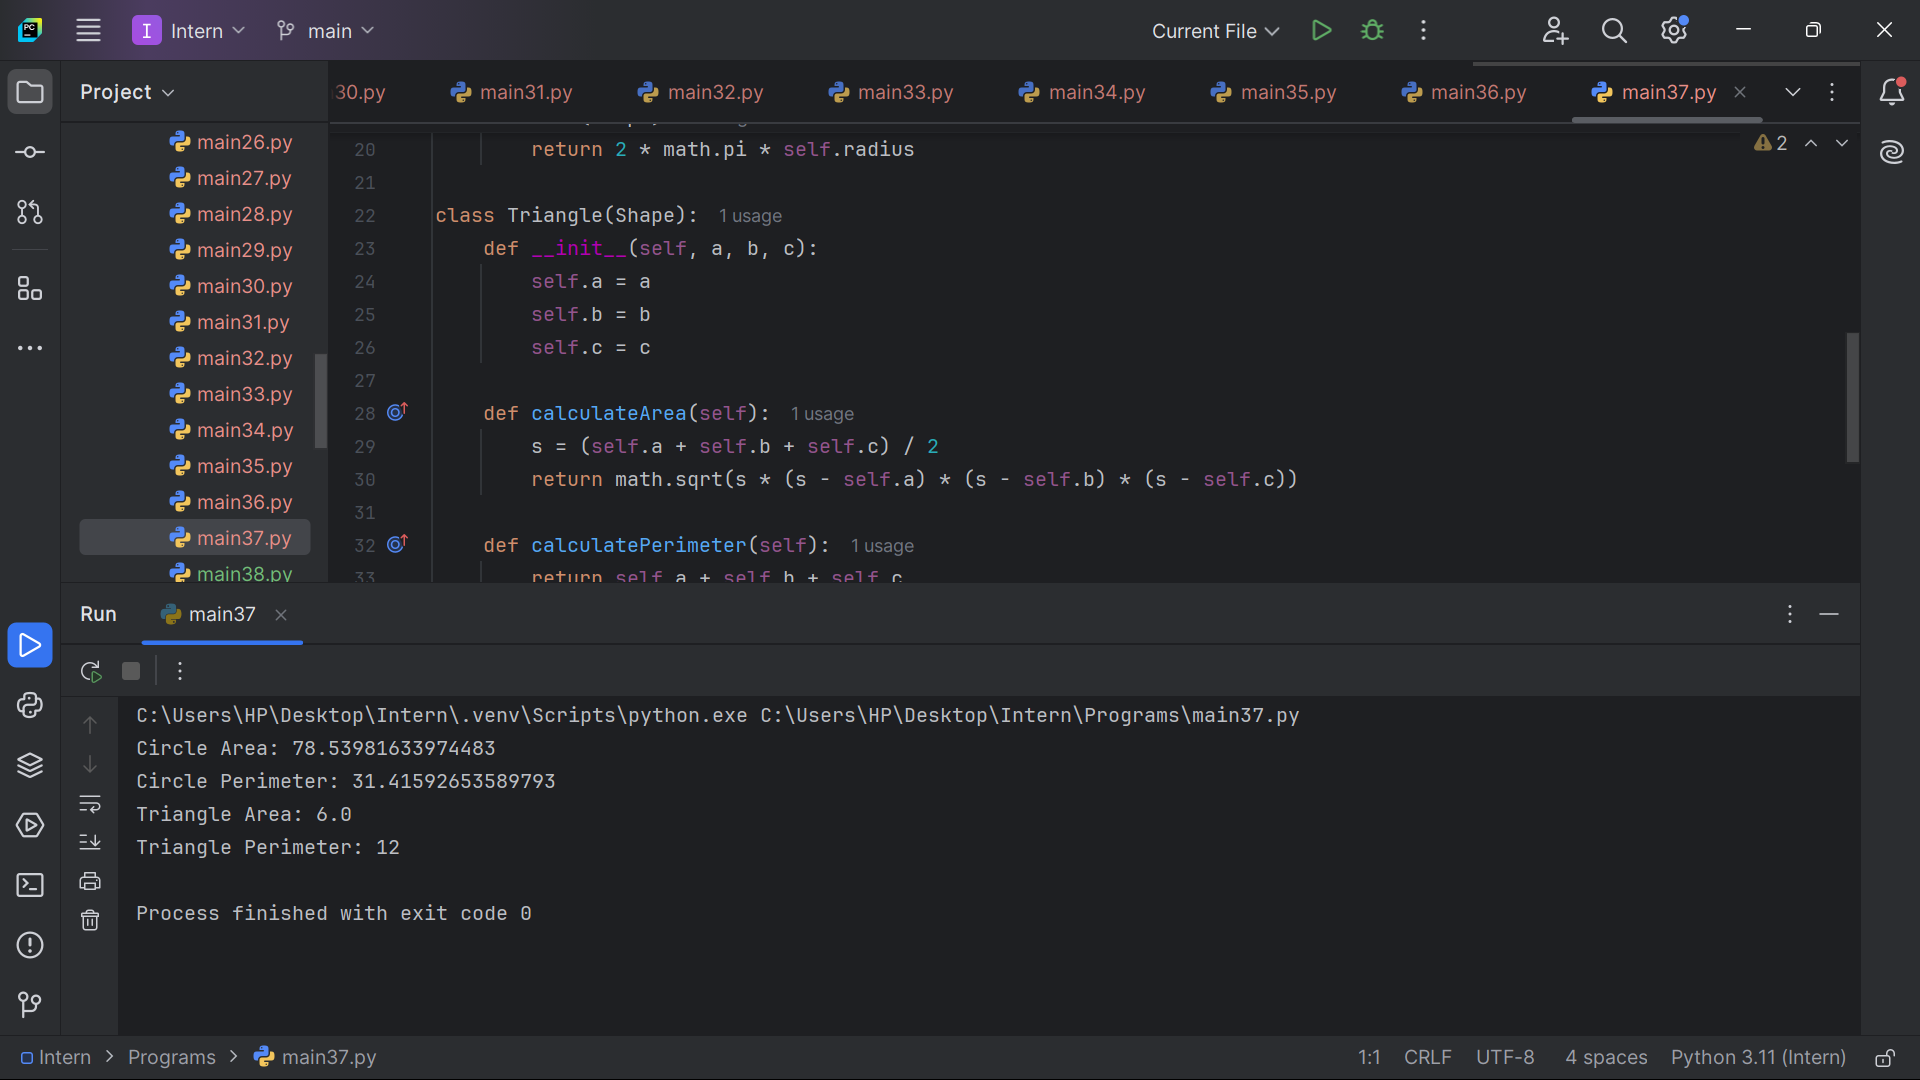 PC
I Intern main Current File
Project
30.py main31.py main32.py main33.py main34.py main35.py main36.py main37.py
main26.py
main27.py
main28.py
main29.py
main30.py
main31.py
main32.py
main33.py
main34.py
main35.py
main36.py
main37.py
main38.py
2
20 return 2 * math.pi * self.radius
21
22 class Triangle(Shape): 1 usage
23 def __init__(self, a, b, c):
24 self.a = a
25 self.b = b
26 self.c = c
27
28 def calculateArea(self): 1 usage
29 s = (self.a + self.b + self.c) / 2
30 return math.sqrt(s * (s - self.a) * (s - self.b) * (s - self.c))
31
32 def calculatePerimeter(self): 1 usage
33 return self.a + self.b + self.c
Run main37
C:\Users\HP\Desktop\Intern\.venv\Scripts\python.exe C:\Users\HP\Desktop\Intern\Programs\main37.py
Circle Area: 78.53981633974483
Circle Perimeter: 31.41592653589793
Triangle Area: 6.0
Triangle Perimeter: 12
Process finished with exit code 0
Intern > Programs > main37.py 1:1 CRLF UTF-8 4 spaces Python 3.11 (Intern)